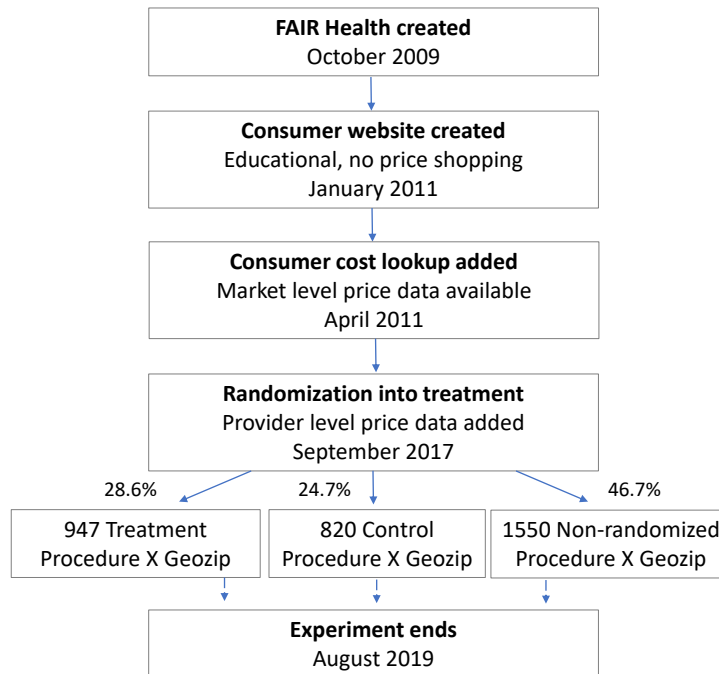 FAIR Health created
October 2009
Consumer website created
Educational, no price shopping
January 2011
Consumer cost lookup added
Market level price data available
April 2011
Randomization into treatment
Provider level price data added
September 2017
28.6%
24.7%
46.7%
947 Treatment
Procedure X Geozip
820 Control
Procedure X Geozip
1550 Non-randomized
Procedure X Geozip
Experiment ends
August 2019